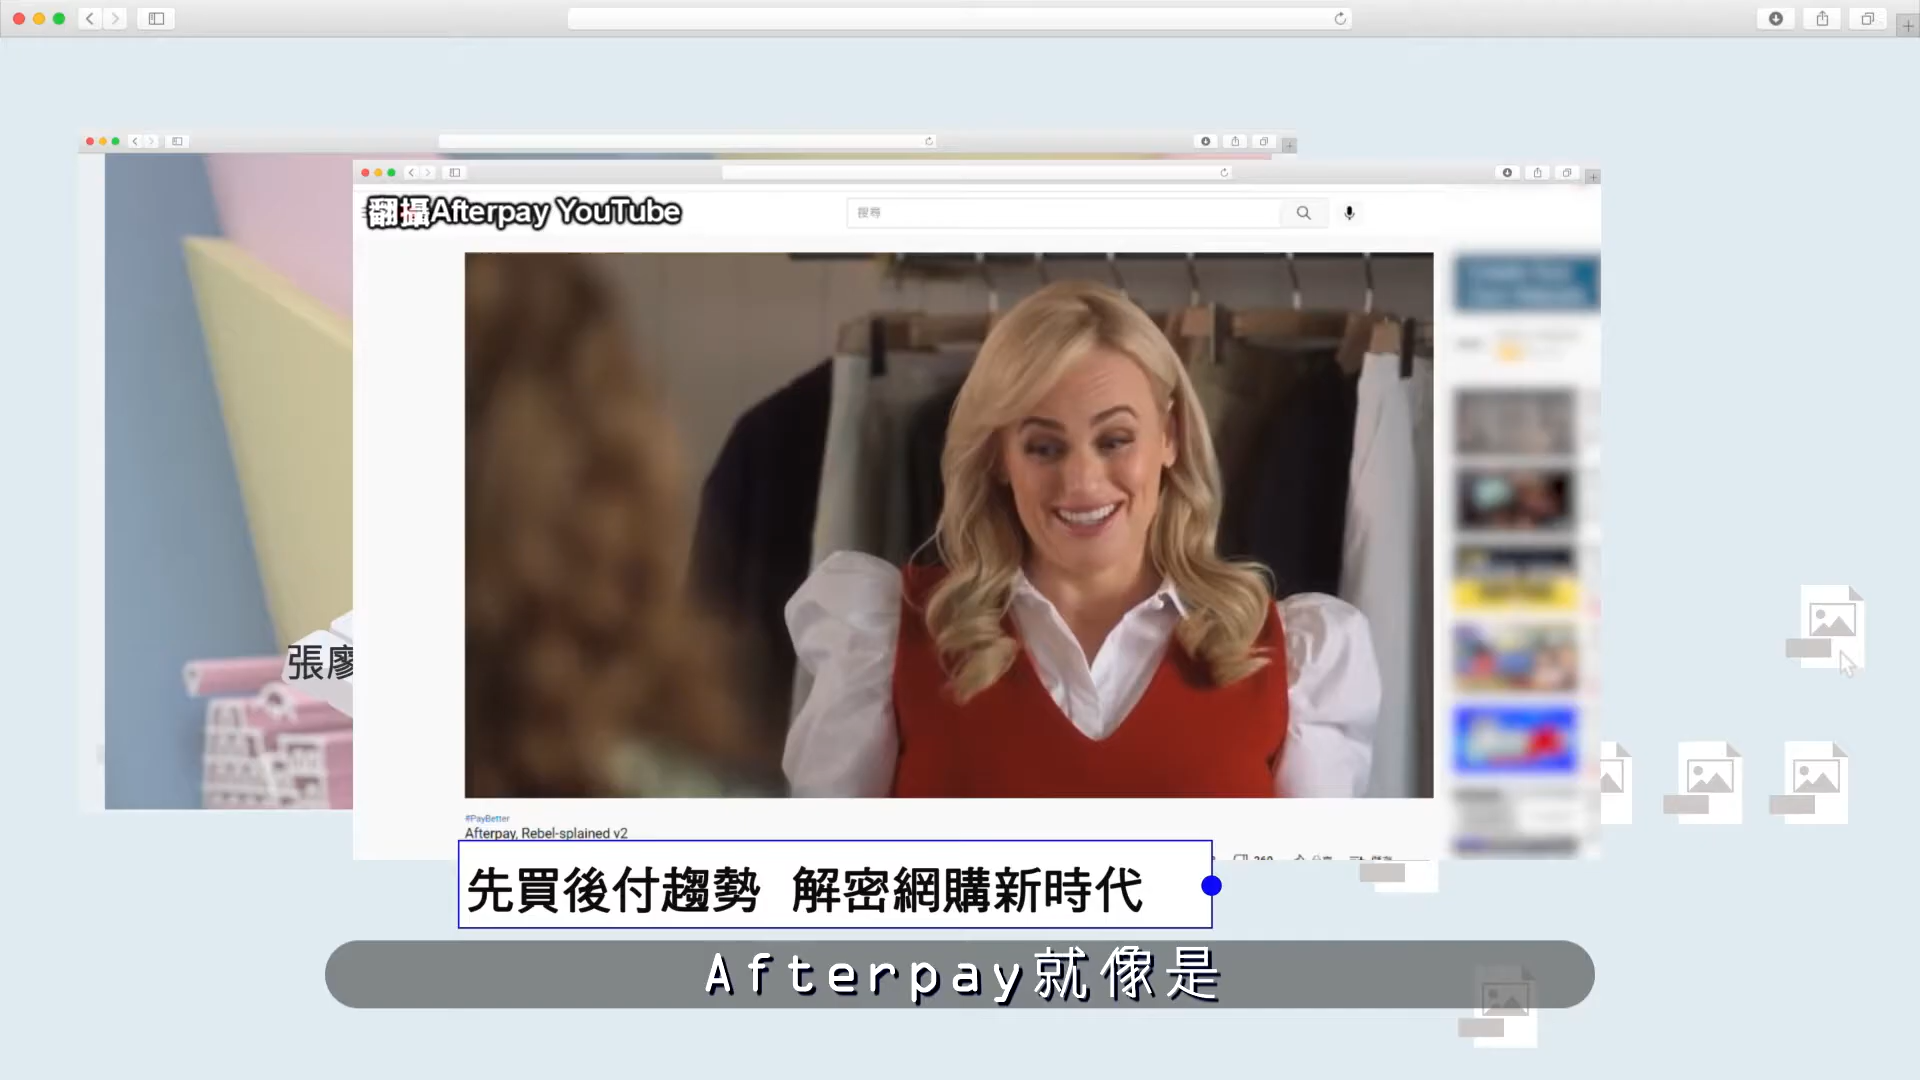 翻攝Afterpay YouTube
搜尋
張廖
#PayBetter
Afterpay, Rebel-splained v2
先買後付趨勢 解密網購新時代
Afterpay就像是